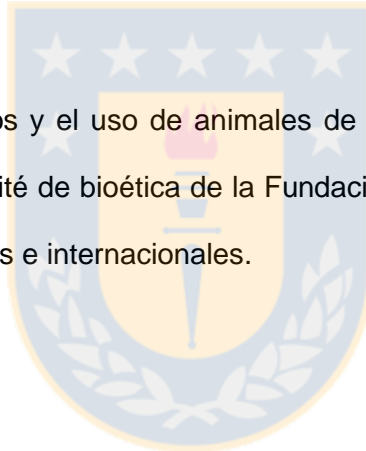 os y el uso de animales de
ité de bioética de la Fundaci
s e internacionales.